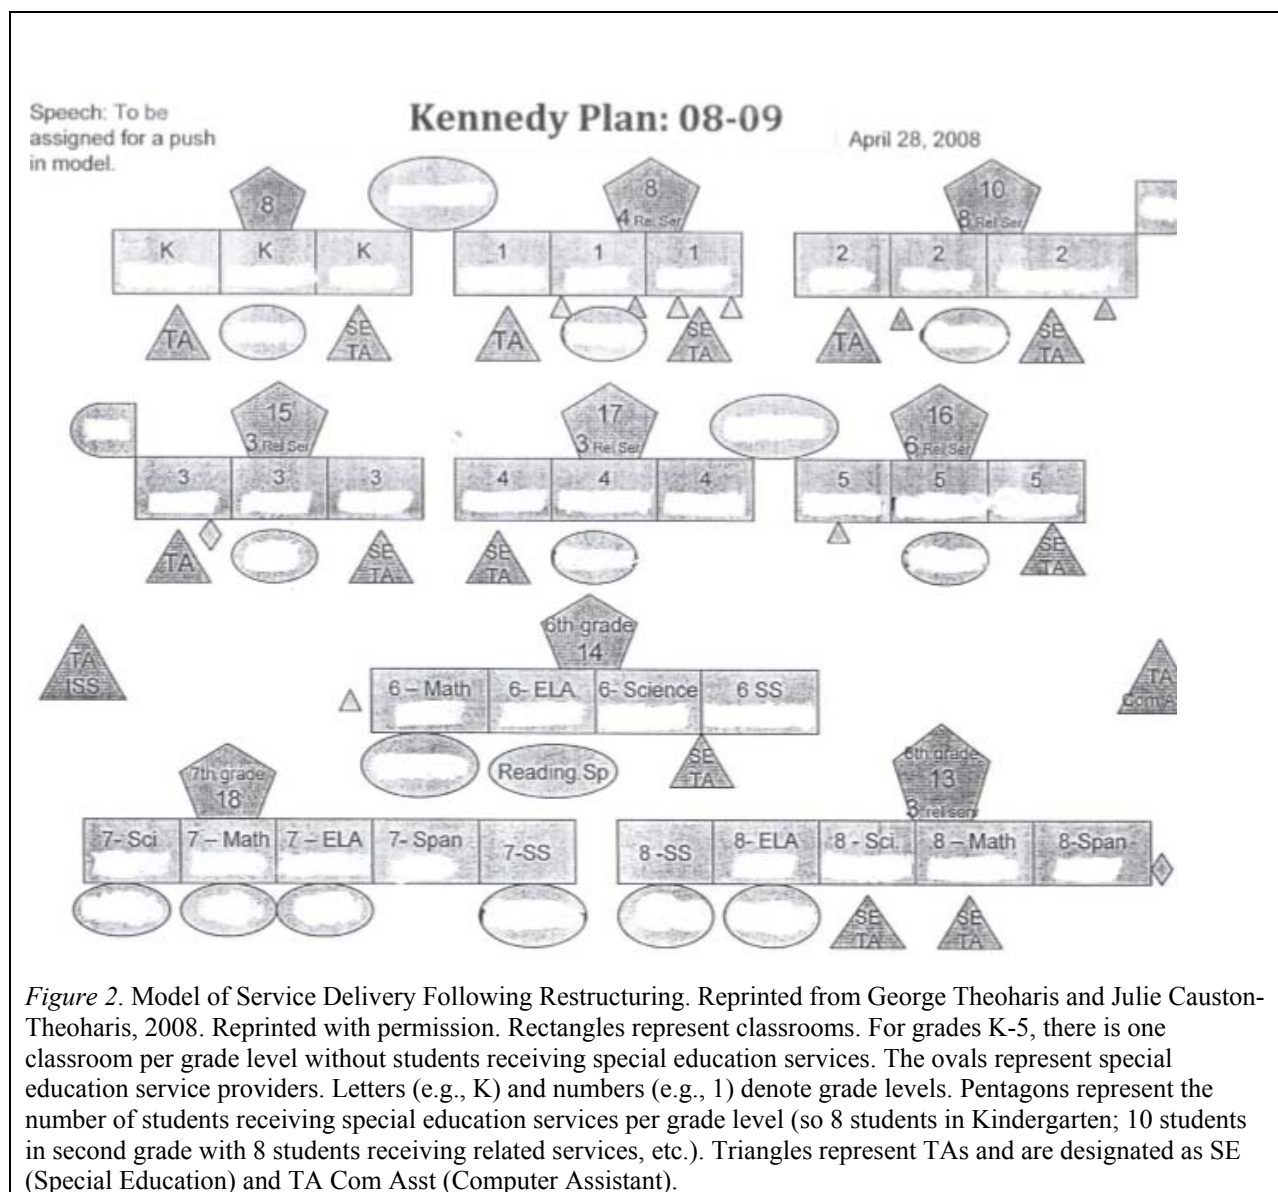 Speech: To be
assigned for a push
in model.
Kennedy Plan: 08-09
April 28, 2008
8
8
4 Rel Ser
10
8 Rel Ser
K K K
1 1 1
2 2 2
TA
SE
TA
TA
SE
TA
TA
SE
TA
15
3 Rel Ser
17
3 Rel Ser
16
6 Rel Ser
3 3 3
4 4 4
5 5 5
TA
SE
TA
SE
TA
SE
TA
6th grade
14
TA
ISS
6 – Math 6- ELA 6- Science 6 SS
TA
Com A
Reading Sp
SE
TA
7th grade
18
8th grade
13
3 rel serv
7- Sci 7 – Math 7 – ELA 7- Span 7-SS
8 -SS 8- ELA 8 - Sci. 8 – Math 8-Span
SE
TA
SE
TA
Figure 2. Model of Service Delivery Following Restructuring. Reprinted from George Theoharis and Julie Causton-
Theoharis, 2008. Reprinted with permission. Rectangles represent classrooms. For grades K-5, there is one
classroom per grade level without students receiving special education services. The ovals represent special
education service providers. Letters (e.g., K) and numbers (e.g., 1) denote grade levels. Pentagons represent the
number of students receiving special education services per grade level (so 8 students in Kindergarten; 10 students
in second grade with 8 students receiving related services, etc.). Triangles represent TAs and are designated as SE
(Special Education) and TA Com Asst (Computer Assistant).